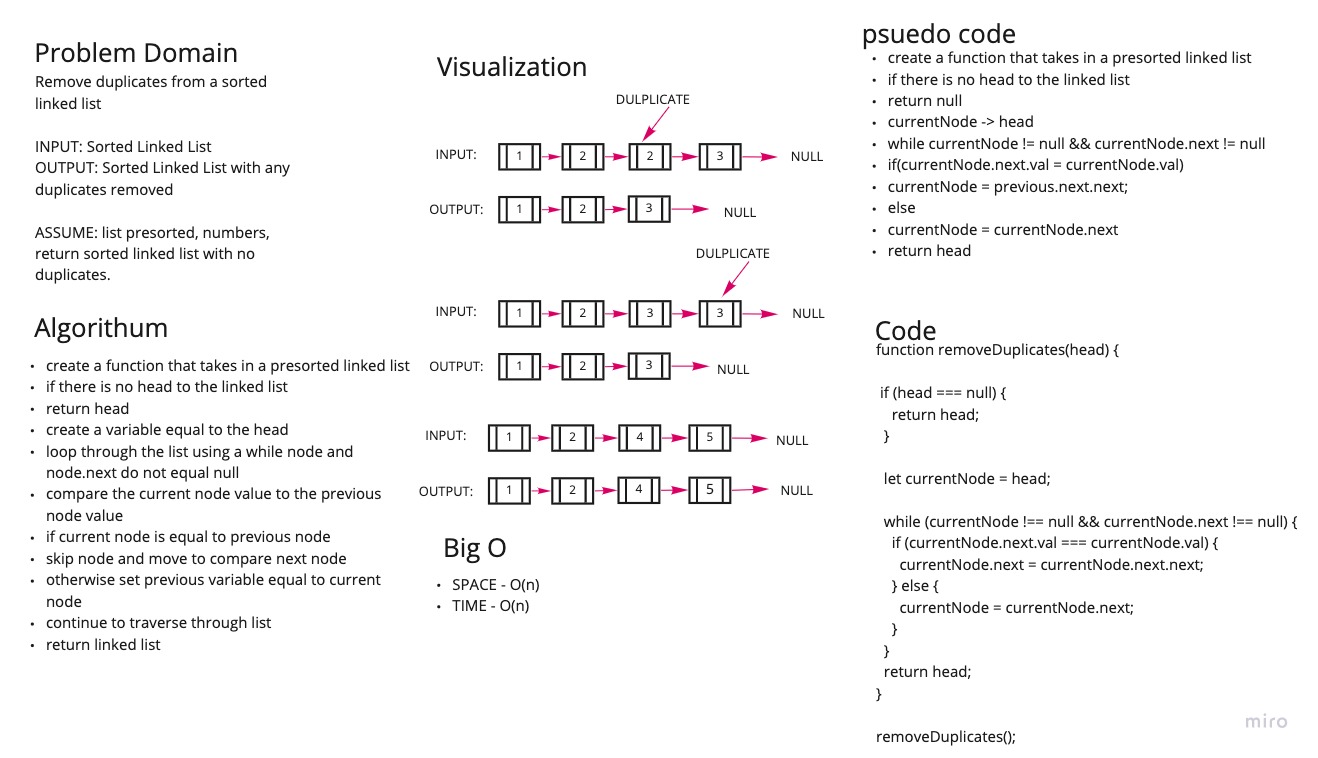 Problem Domain
Remove duplicates from a sorted
linked list
INPUT: Sorted Linked List
OUTPUT: Sorted Linked List with any
duplicates removed
ASSUME: list presorted, numbers,
return sorted linked list with no
duplicates.
Algorithum
• create a function that takes in a presorted linked list
• if there is no head to the linked list
• return head
• create a variable equal to the head
• loop through the list using a while node and
node.next do not equal null
• compare the current node value to the previous
node value
• if current node is equal to previous node
• skip node and move to compare next node
• otherwise set previous variable equal to current
node
• continue to traverse through list
• return linked list
Visualization
DULPLICATE
INPUT: 1 2 2 3 NULL
OUTPUT: 1 2 3 NULL
DULPLICATE
INPUT: 1 2 3 3 NULL
OUTPUT: 1 2 3 NULL
INPUT: 1 2 4 5 NULL
OUTPUT: 1 2 4 5 NULL
Big O
• SPACE - O(n)
• TIME - O(n)
psuedo code
• create a function that takes in a presorted linked list
• if there is no head to the linked list
• return null
• currentNode -> head
• while currentNode != null && currentNode.next != null
• if(currentNode.next.val = currentNode.val)
• currentNode = previous.next.next;
• else
• currentNode = currentNode.next
• return head
Code
function removeDuplicates(head) {
if (head === null) {
return head;
}
let currentNode = head;
while (currentNode !== null && currentNode.next !== null) {
if (currentNode.next.val === currentNode.val) {
currentNode.next = currentNode.next.next;
} else {
currentNode = currentNode.next;
}
}
return head;
}
removeDuplicates();
miro